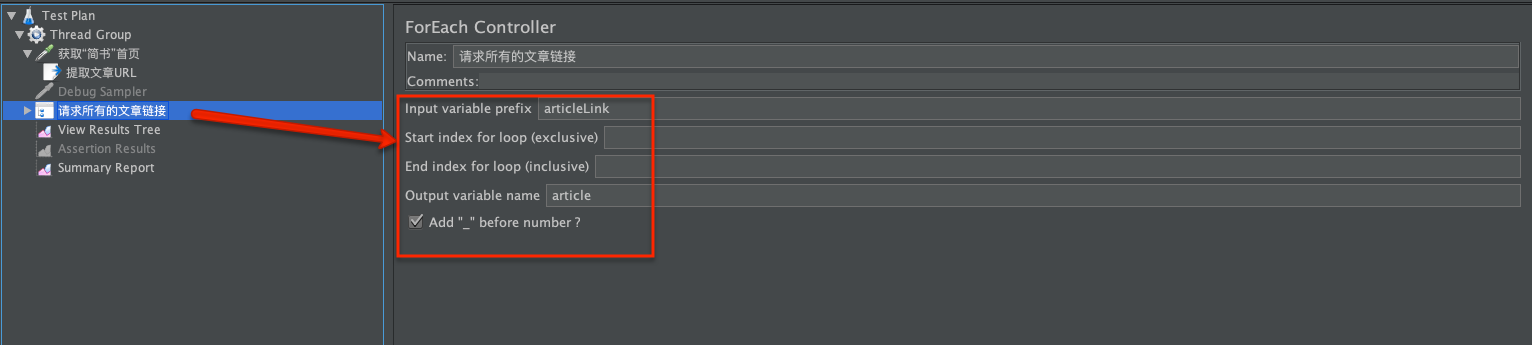 Test Plan
Thread Group
获取“简书”首页
提取文章URL
Debug Sampler
请求所有的文章链接
View Results Tree
Assertion Results
Summary Report
ForEach Controller
Name: 请求所有的文章链接
Comments:
Input variable prefix articleLink
Start index for loop (exclusive)
End index for loop (inclusive)
Output variable name article
Add "_" before number ?